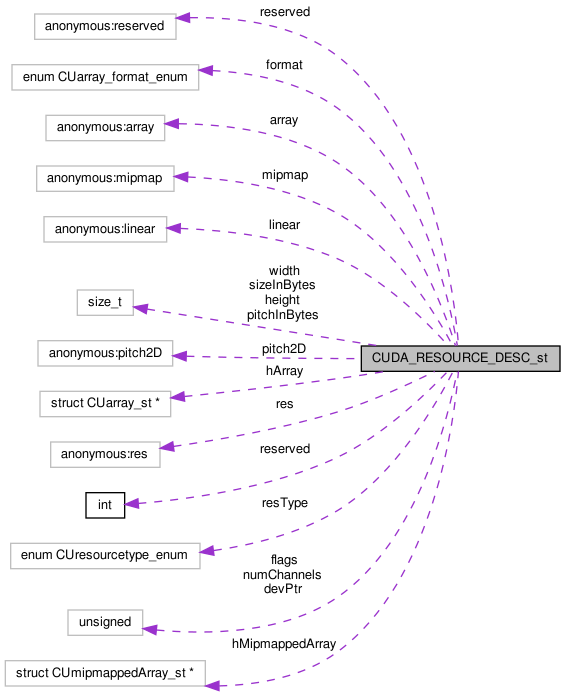 reserved
anonymous:reserved
format
enum CUarray_format_enum
array
anonymous:array
mipmap
anonymous:mipmap
linear
anonymous:linear
width
sizeInBytes
height
pitchInBytes
size_t
pitch2D
anonymous:pitch2D
CUDA_RESOURCE_DESC_st
hArray
struct CUarray_st *
res
anonymous:res
reserved
int
resType
enum CUresourcetype_enum
flags
numChannels
devPtr
unsigned
hMipmappedArray
struct CUmipmappedArray_st *